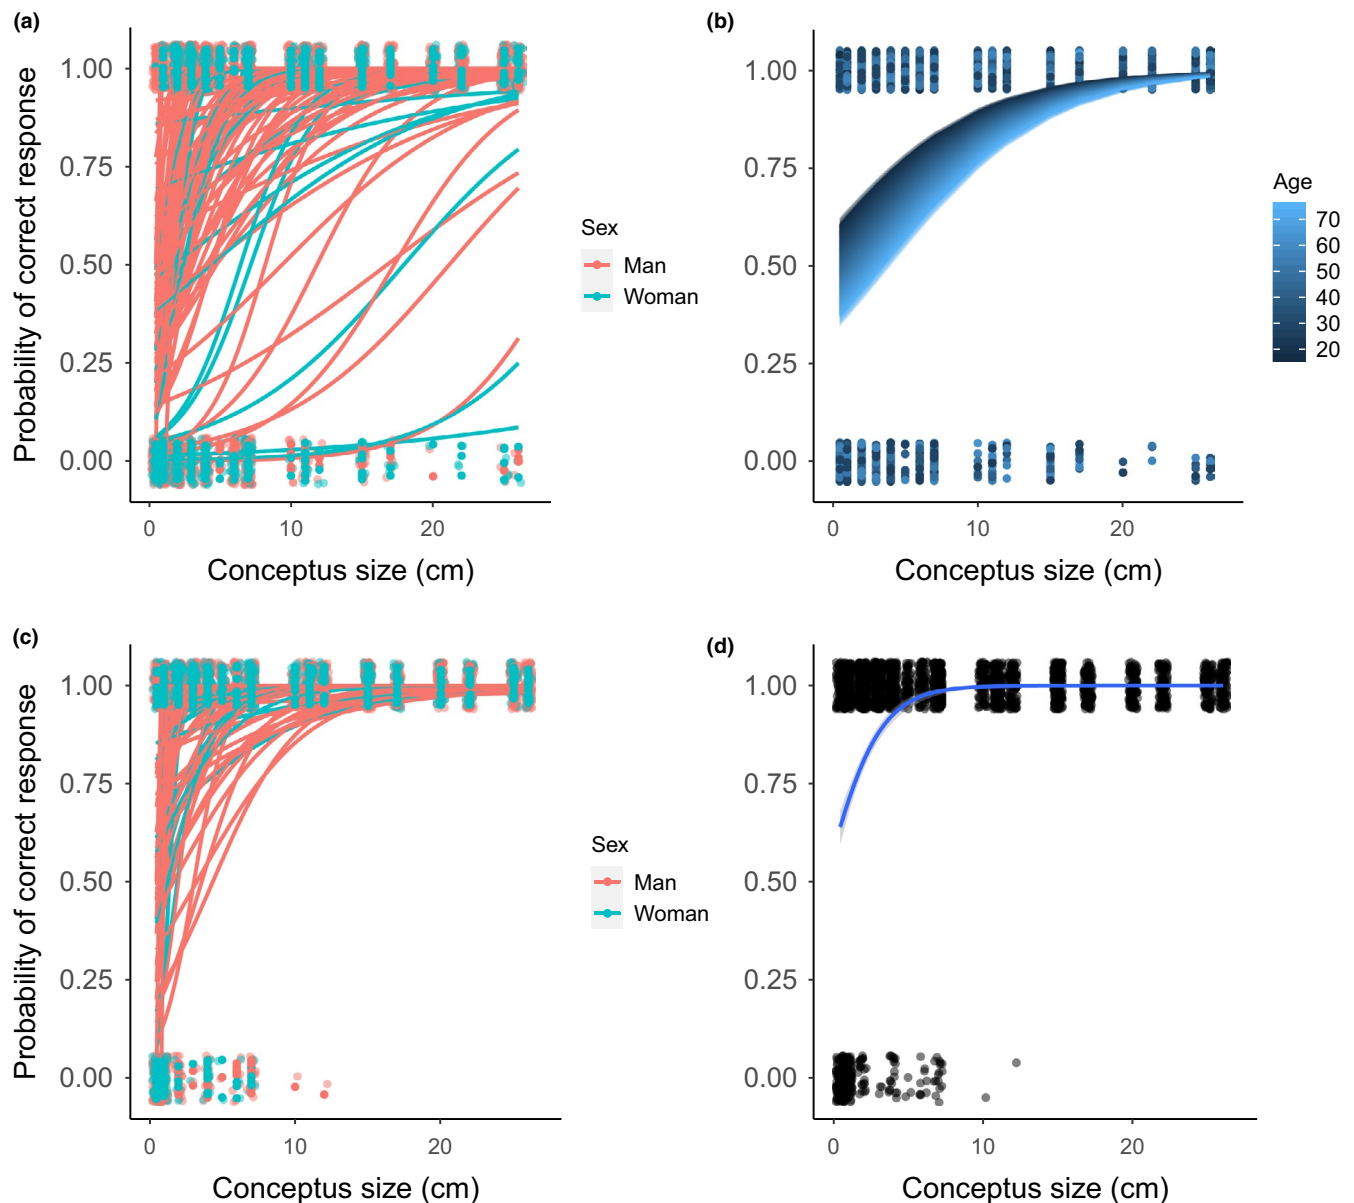 (a)
Probability of correct response
1.00
0.75
0.50
0.25
0.00
0 10 20
Conceptus size (cm)
Sex
Man
Woman
(b)
1.00
0.75
0.50
0.25
0.00
0 10 20
Conceptus size (cm)
Age
70
60
50
40
30
20
(c)
Probability of correct response
1.00
0.75
0.50
0.25
0.00
0 10 20
Conceptus size (cm)
Sex
Man
Woman
(d)
1.00
0.75
0.50
0.25
0.00
0 10 20
Conceptus size (cm)